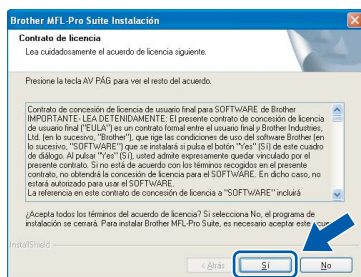 Brother MFL-Pro Suite Instalación
Contrato de licencia
Lea cuidadosamente el acuerdo de licencia siguiente.
Presione la tecla AV PÁG para ver el resto del acuerdo.
Contrato de concesión de licencia de usuario final para SOFTWARE de Brother
IMPORTANTE- LEA DETENIDAMENTE: El presente contrato de concesión de licencia
de usuario final ("EULA") es un contrato formal entre el usuario final y Brother Industries,
Ltd. (en lo sucesivo, "Brother"), que rige las condiciones de uso del software Brother (en
lo sucesivo, "SOFTWARE") que se instalará si pulsa el botón "Yes" (Sí) de este cuadro
de diálogo. Al pulsar "Yes" (Sí), usted admite expresamente quedar vinculado por el
presente contrato. Si no está de acuerdo con los términos recogidos en el presente
contrato, no obtendrá la concesión de licencia para el SOFTWARE. En dicho caso, no
estará autorizado para usar el SOFTWARE.
La referencia en este contrato de concesión de licencia a "SOFTWARE" incluirá
¿Acepta todos los términos del acuerdo de licencia? Si selecciona No, el programa de
instalación se cerrará. Para instalar Brother MFL-Pro Suite, es necesario aceptar este
InstallShield
< Atrás
Sí
No